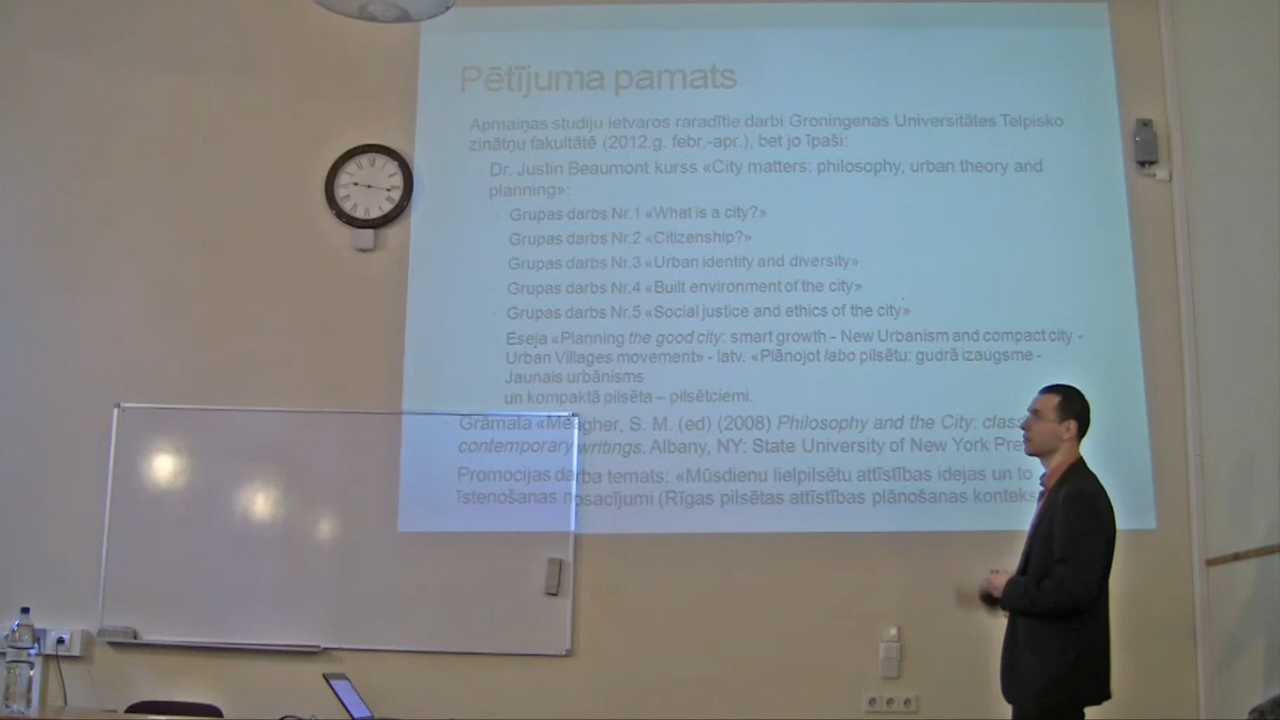 Pētījuma pamats
Apmaiņas studiju ietvaros raradītie darbi Groningenas Universitātes Telpisko
zinātņu fakultātē (2012.g. febr.-apr.), bet jo īpaši:
Dr. Justin Beaumont kurss «City matters: philosophy, urban theory and
planning»:
Grupas darbs Nr.1 «What is a city?»
Grupas darbs Nr.2 «Citizenship?»
Grupas darbs Nr.3 «Urban identity and diversity»
Grupas darbs Nr.4 «Built environment of the city»
Grupas darbs Nr.5 «Social justice and ethics of the city»
Eseja «Planning the good city: smart growth - New Urbanism and compact city -
Urban Villages movement» - latv. «Plānojot labo pilsētu: gudrā izaugsme -
Jaunais urbānisms
un kompaktā pilsēta – pilsētciemi.
Grāmata «Meagher, S. M. (ed) (2008) Philosophy and the City: class
contemporary writings. Albany, NY: State University of New York Pre
Promocijas darba temats: «Mūsdienu lielpilsētu attīstības idejas un to
īstenošanas nosacījumi (Rīgas pilsētas attīstības plānošanas konteks